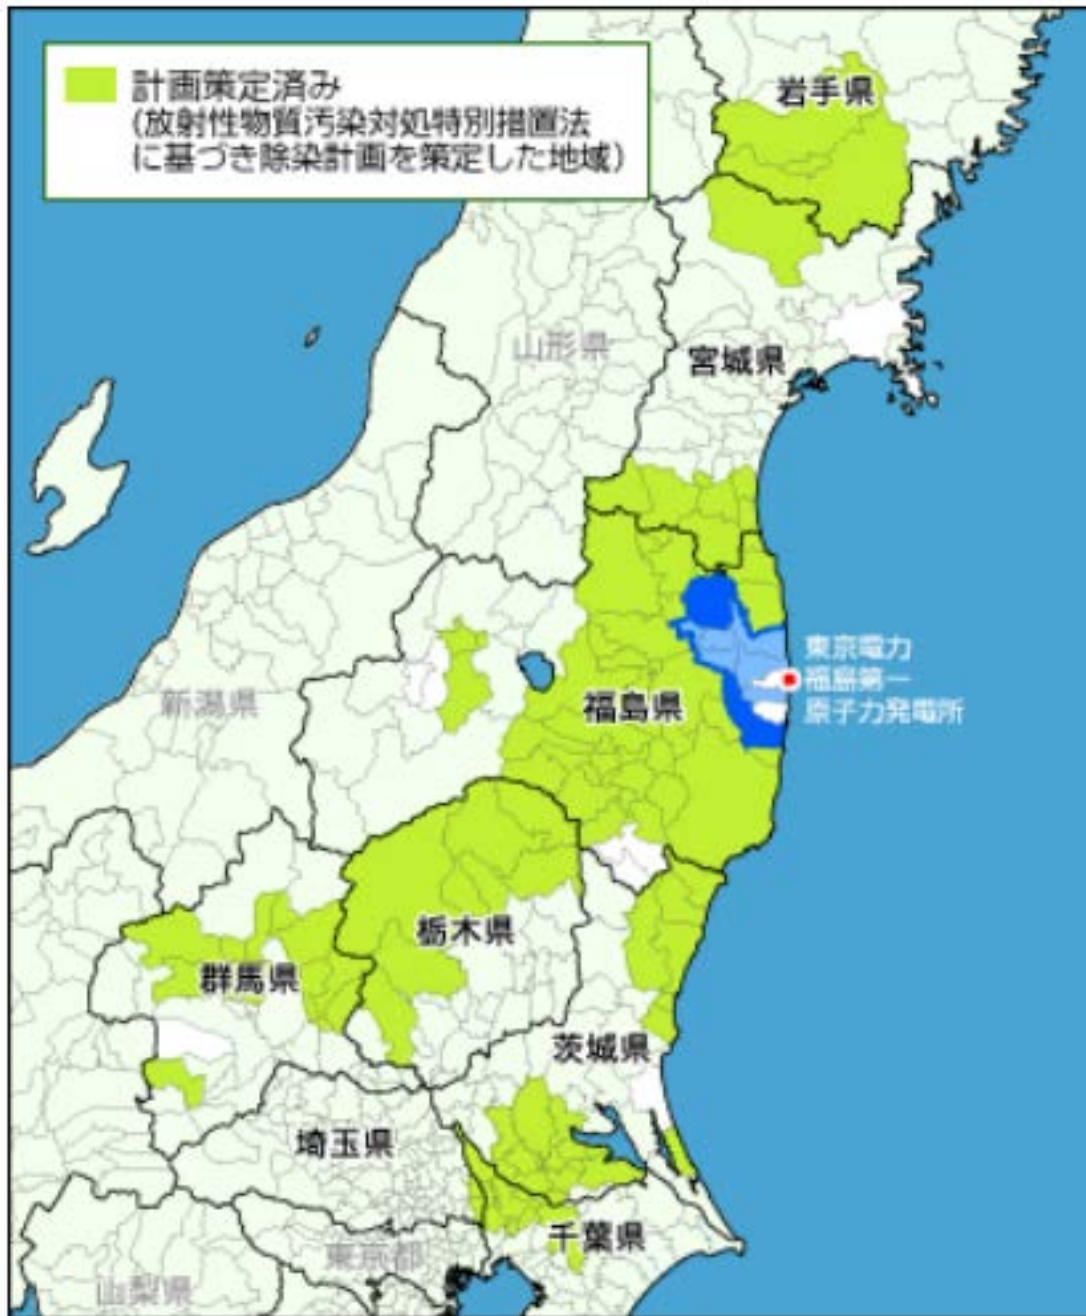 計画策定済み
(放射性物質汚染対処特別措置法
に基づき除染計画を策定した地域)
岩手県
山形県
宮城県
新潟県
福島県
東京電力
福島第一
原子力発電所
栃木県
群馬県
茨城県
埼玉県
千葉県
東京都
山梨県